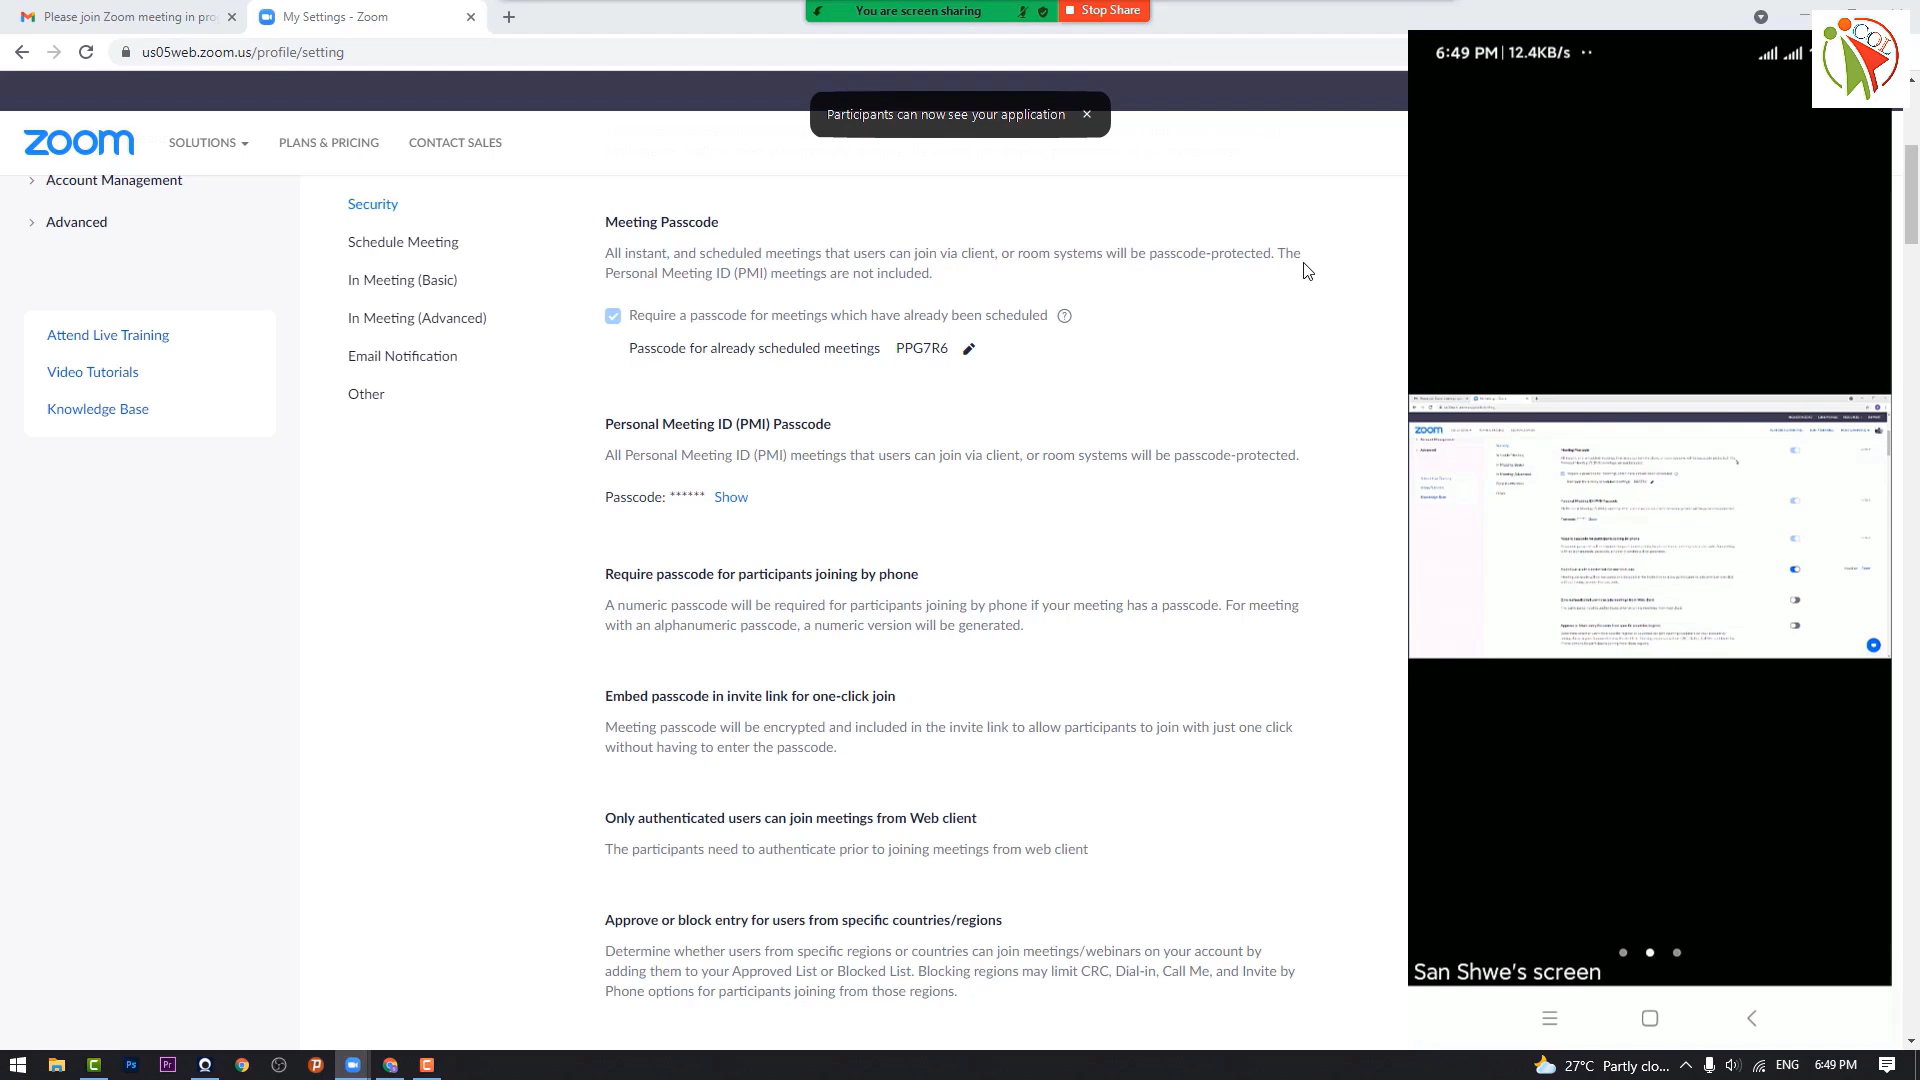 Please join Zoom meeting in pro
My Settings - Zoom
You are screen sharing
Stop Share
us05web.zoom.us/profile/setting
6:49 PM | 12.4KB/s
COL
Participants can now see your application
zoom
SOLUTIONS
PLANS & PRICING
CONTACT SALES
Account Management
Advanced
Attend Live Training
Video Tutorials
Knowledge Base
Security
Schedule Meeting
In Meeting (Basic)
In Meeting (Advanced)
Email Notification
Other
Meeting Passcode
All instant, and scheduled meetings that users can join via client, or room systems will be passcode-protected. The
Personal Meeting ID (PMI) meetings are not included.
Require a passcode for meetings which have already been scheduled
Passcode for already scheduled meetings PPG7R6
Personal Meeting ID (PMI) Passcode
All Personal Meeting ID (PMI) meetings that users can join via client, or room systems will be passcode-protected.
Passcode: ****** Show
Require passcode for participants joining by phone
A numeric passcode will be required for participants joining by phone if your meeting has a passcode. For meeting
with an alphanumeric passcode, a numeric version will be generated.
Embed passcode in invite link for one-click join
Meeting passcode will be encrypted and included in the invite link to allow participants to join with just one click
without having to enter the passcode.
Only authenticated users can join meetings from Web client
The participants need to authenticate prior to joining meetings from web client
Approve or block entry for users from specific countries/regions
Determine whether users from specific regions or countries can join meetings/webinars on your account by
adding them to your Approved List or Blocked List. Blocking regions may limit CRC, Dial-in, Call Me, and Invite by
Phone options for participants joining from those regions.
zoom
San Shwe's screen
27°C Partly clo...
ENG
6:49 PM